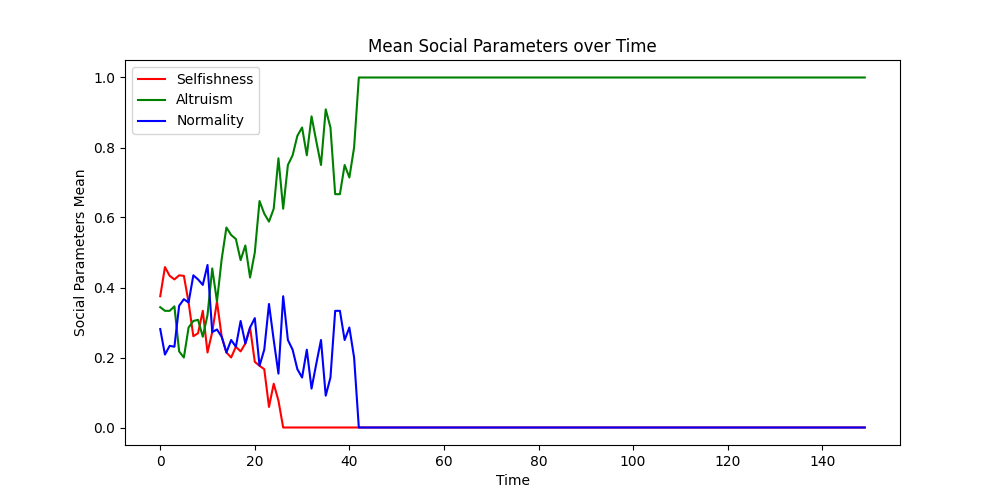 Mean Social Parameters over Time
Selfishness
Altruism
Normality
Social Parameters Mean
1.0
0.8
0.6
0.4
0.2
0.0
0 20 40 60 80 100 120 140
Time